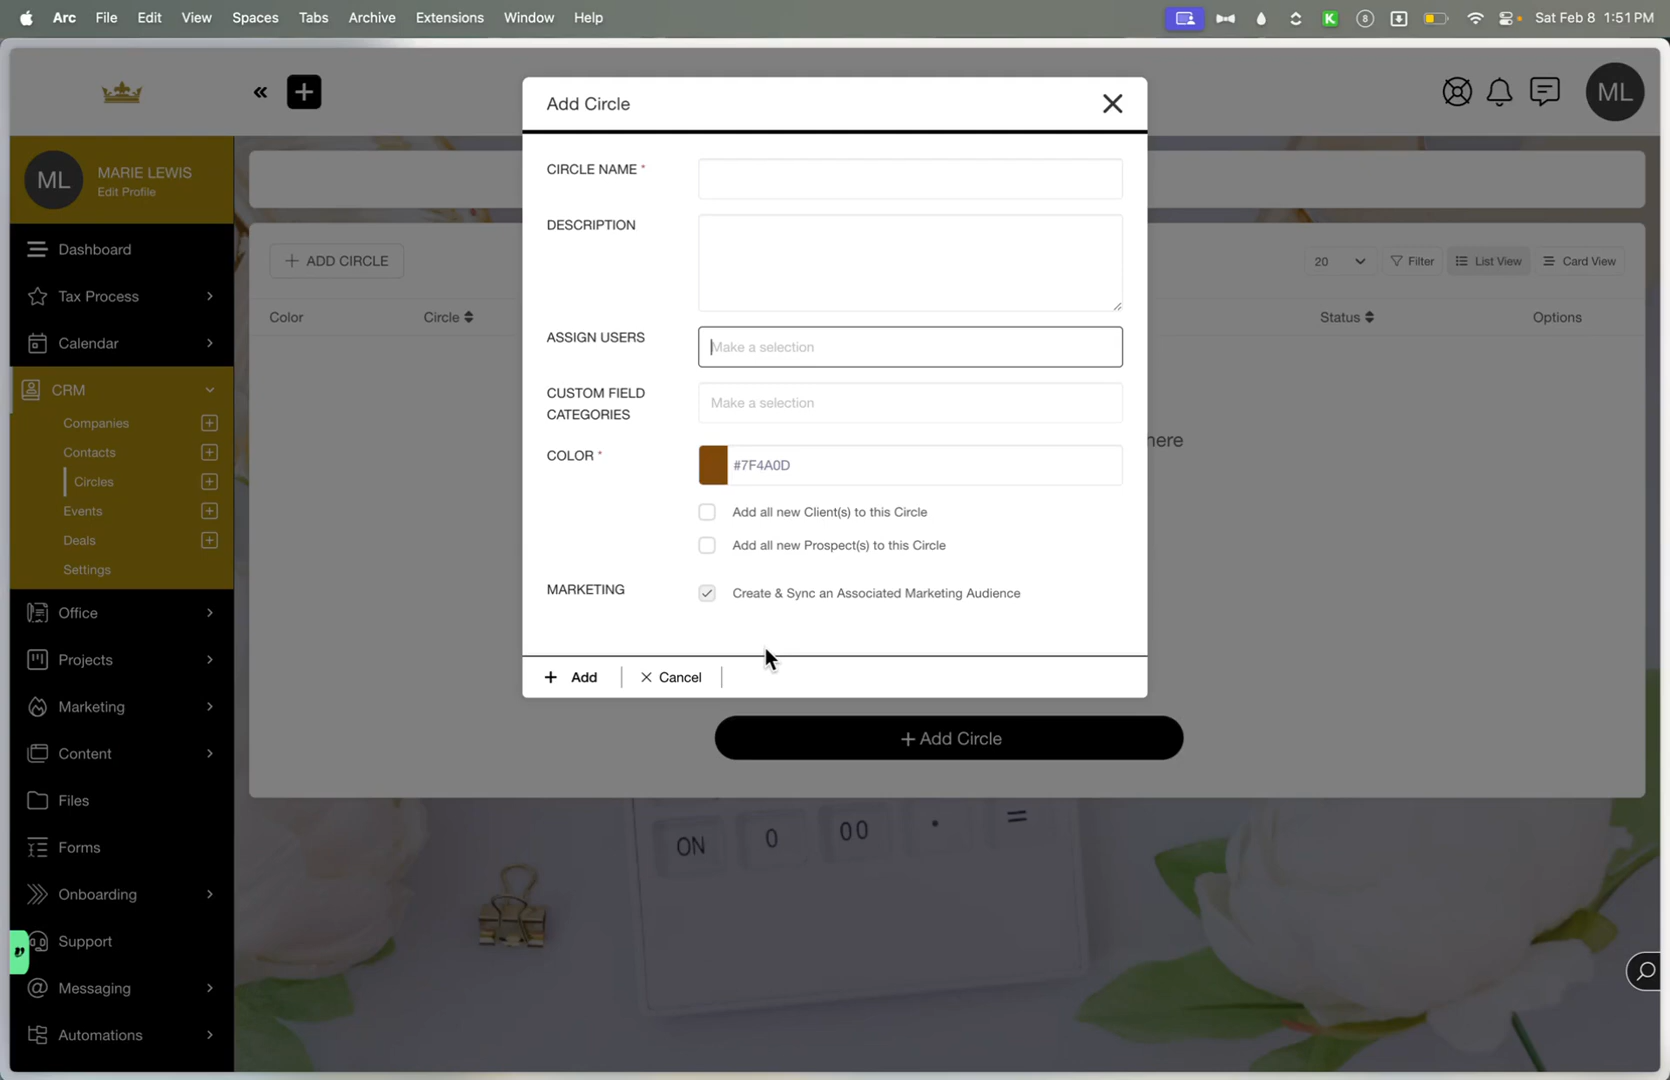 Arc File Edit View Spaces Tabs Archive Extensions Window Help K 8 Sat Feb 8 1:51 PM
« + ML
ML MARIE LEWIS
Edit Profile
Dashboard
Tax Process
Calendar
CRM
Companies
Contacts
Circles
Events
Deals
Settings
Office
Projects
Marketing
Content
Files
Forms
Onboarding
Support
Messaging
Automations
+ ADD CIRCLE 20 Filter List View Card View
Color Circle Status Options
here
+ Add Circle
ON 0 00 · =
Add Circle
CIRCLE NAME *
DESCRIPTION
ASSIGN USERS Make a selection
CUSTOM FIELD
CATEGORIES Make a selection
COLOR * #7F4A0D
Add all new Client(s) to this Circle
Add all new Prospect(s) to this Circle
MARKETING Create & Sync an Associated Marketing Audience
+ Add × Cancel